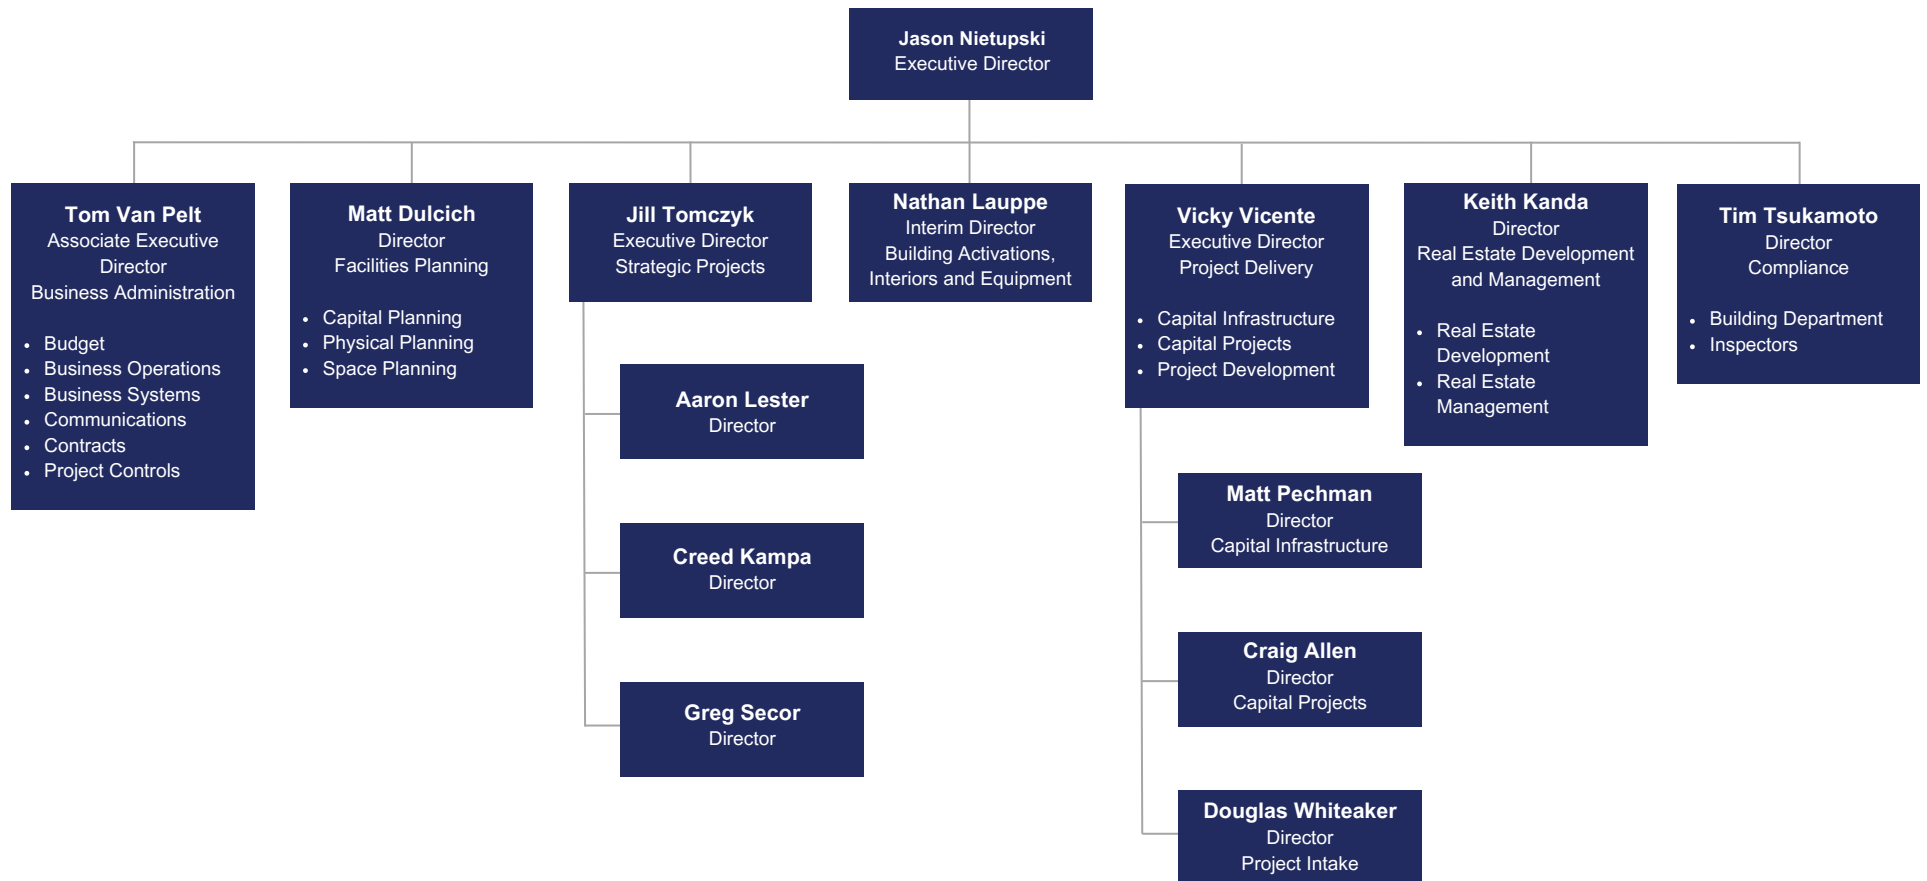 Jason Nietupski
Executive Director
Tom Van Pelt
Associate Executive
Director
Business Administration
• Budget
• Business Operations
• Business Systems
• Communications
• Contracts
• Project Controls
Matt Dulcich
Director
Facilities Planning
• Capital Planning
• Physical Planning
• Space Planning
Jill Tomczyk
Executive Director
Strategic Projects
Aaron Lester
Director
Creed Kampa
Director
Greg Secor
Director
Nathan Lauppe
Interim Director
Building Activations,
Interiors and Equipment
Vicky Vicente
Executive Director
Project Delivery
• Capital Infrastructure
• Capital Projects
• Project Development
Matt Pechman
Director
Capital Infrastructure
Craig Allen
Director
Capital Projects
Douglas Whiteaker
Director
Project Intake
Keith Kanda
Director
Real Estate Development
and Management
• Real Estate
Development
• Real Estate
Management
Tim Tsukamoto
Director
Compliance
• Building Department
• Inspectors